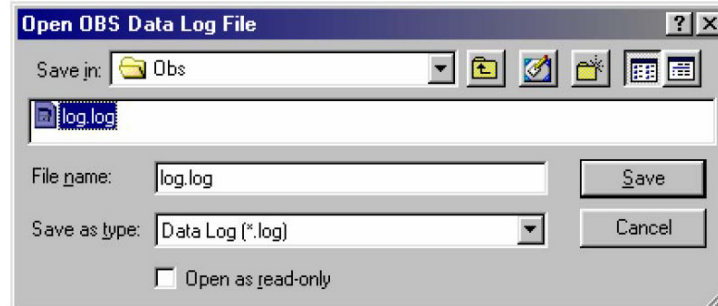 Open OBS Data Log File
Save in: Obs
log.log
File name: log.log Save
Save as type: Data Log (*.log) Cancel
Open as read-only